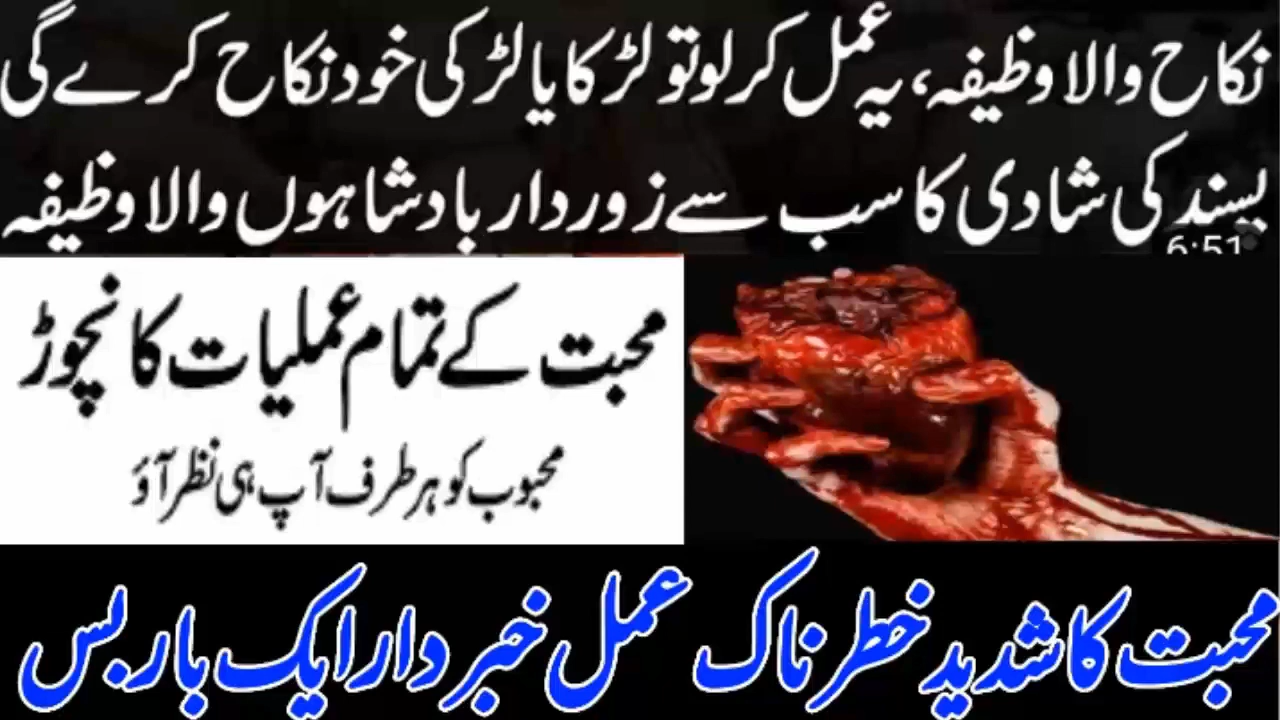 نکاح والا وظیفہ، یہ عمل کرلو تو لڑکا یا لڑکی خود نکاح کرے گی
پسند کی شادی کا سب سے زوردار بادشاہوں والا وظیفہ
6:51
محبت کے تمام عملیات کا نچوڑ
محبوب کو ہر طرف آپ ہی نظر آؤ
محبت کا شدید خطرناک عمل خبردار ایک بار بس